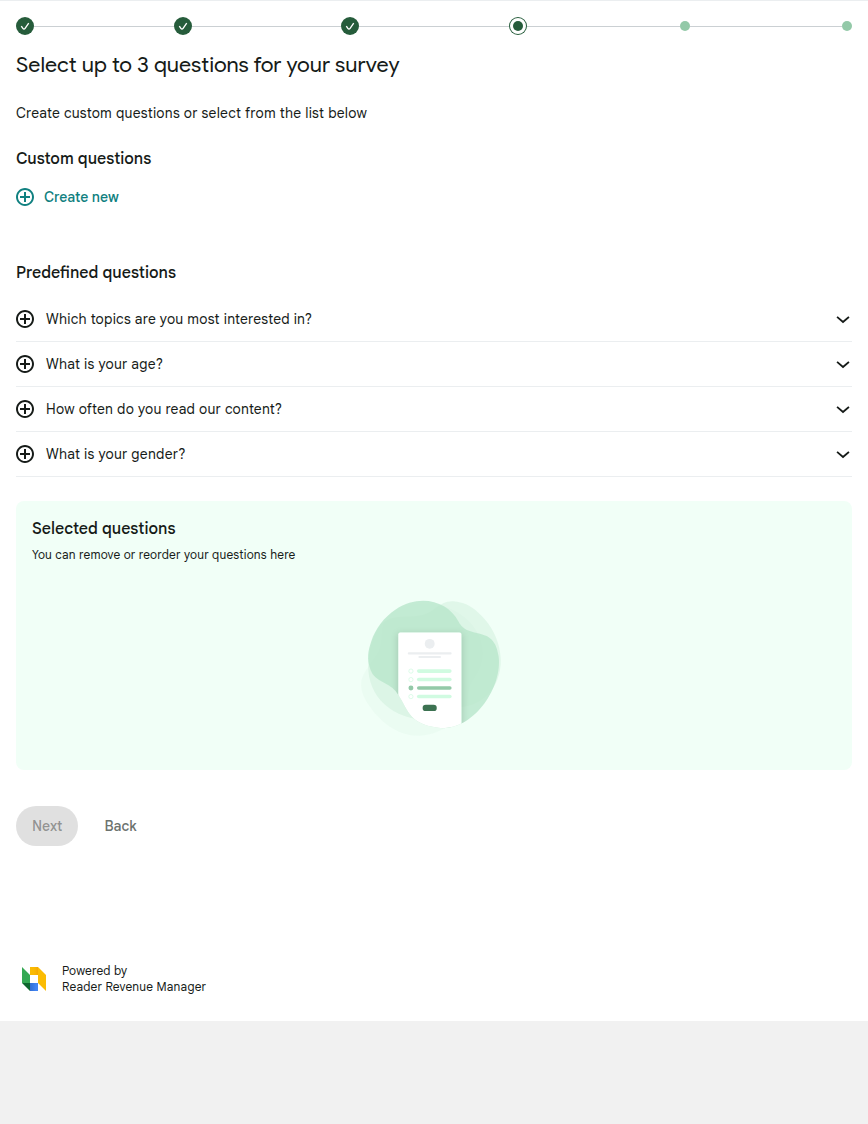 Select up to 3 questions for your survey
Create custom questions or select from the list below
Custom questions
Create new
Predefined questions
Which topics are you most interested in?
What is your age?
How often do you read our content?
What is your gender?
Selected questions
You can remove or reorder your questions here
Next
Back
Powered by
Reader Revenue Manager